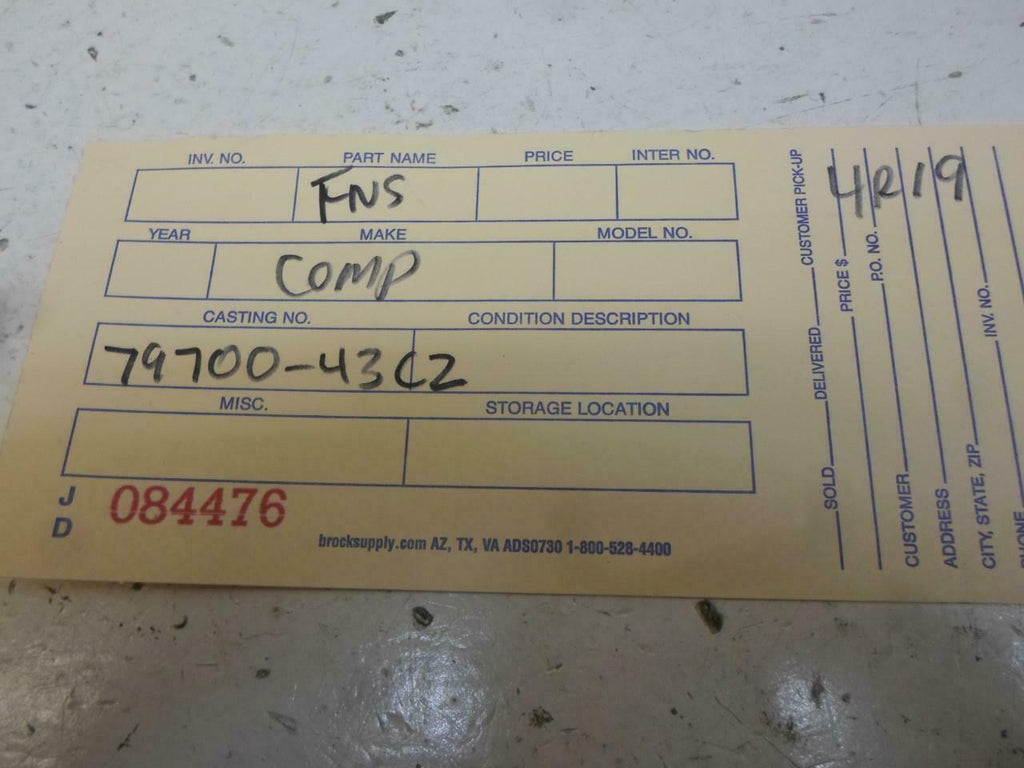 INV. NO. PART NAME PRICE INTER NO.
FNS
YEAR MAKE MODEL NO.
COMP
CASTING NO. CONDITION DESCRIPTION
79700-43C2
MISC. STORAGE LOCATION
J D
084476
brocksupply.com AZ, TX, VA ADS0730 1-800-528-4400
SOLD DELIVERED CUSTOMER PICK-UP
PRICE $
P.O. NO.
CUSTOMER
ADDRESS
CITY, STATE, ZIP INV. NO.
PHONE
4R19